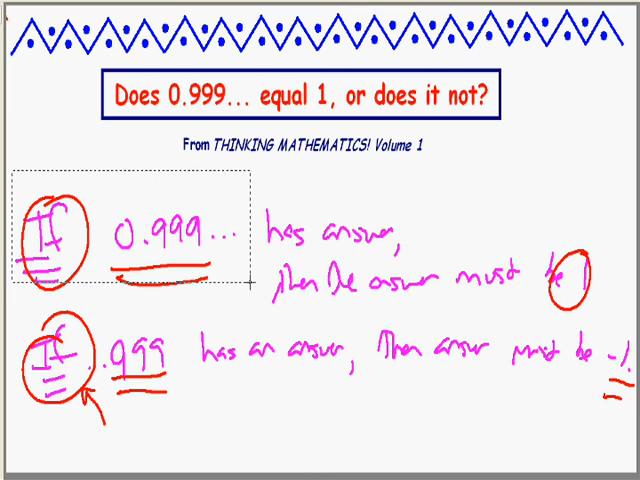 Does 0.999... equal 1, or does it not?
From THINKING MATHEMATICS! Volume 1
If 0.999... has answer,
then the answer must be 1
If ...999 has an answer, then answer must be -1.